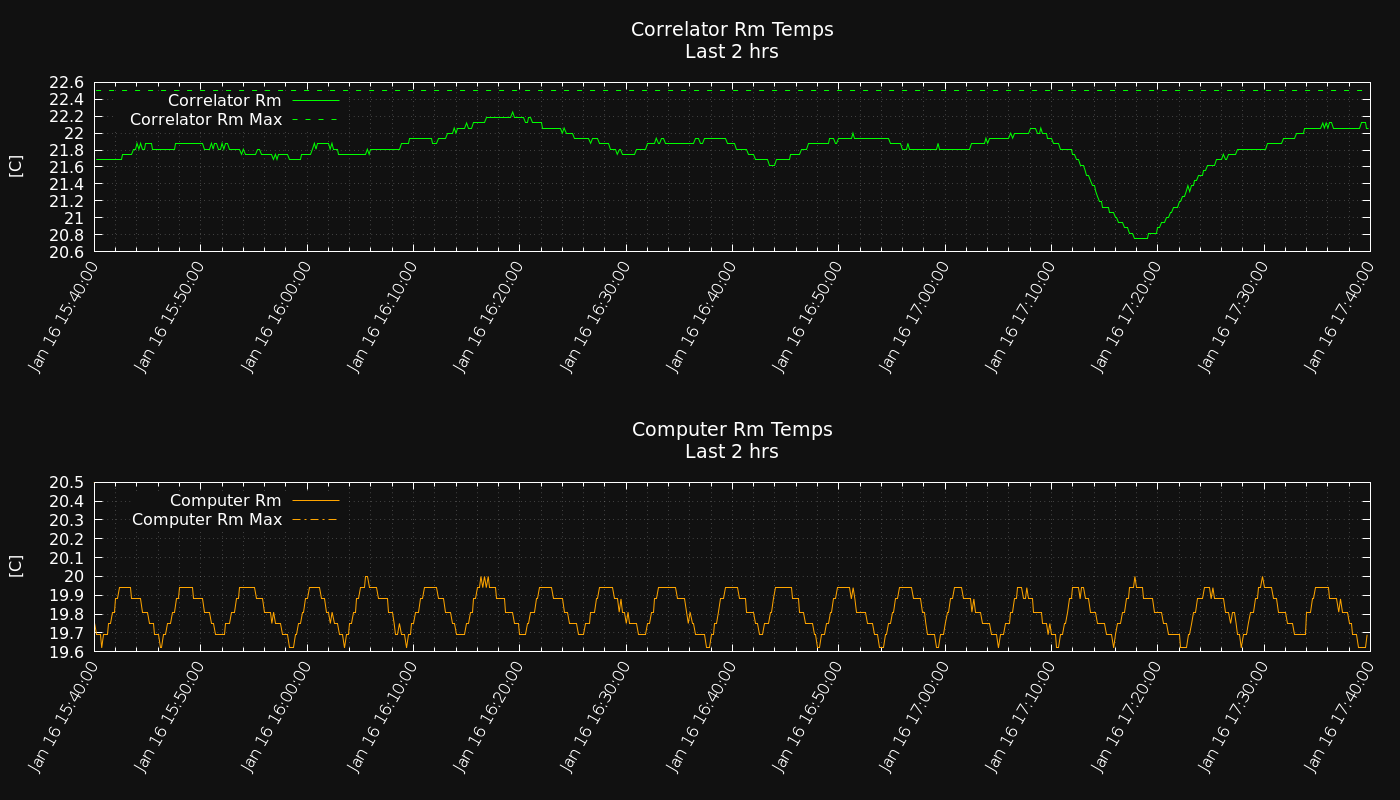 Correlator Rm Temps
Last 2 hrs
22.6
22.4
22.2
22
21.8
21.6
21.4
21.2
21
20.8
20.6
[C]
Correlator Rm
Correlator Rm Max
Jan 16 15:40:00
Jan 16 15:50:00
Jan 16 16:00:00
Jan 16 16:10:00
Jan 16 16:20:00
Jan 16 16:30:00
Jan 16 16:40:00
Jan 16 16:50:00
Jan 16 17:00:00
Jan 16 17:10:00
Jan 16 17:20:00
Jan 16 17:30:00
Jan 16 17:40:00
Computer Rm Temps
Last 2 hrs
20.5
20.4
20.3
20.2
20.1
20
19.9
19.8
19.7
19.6
[C]
Computer Rm
Computer Rm Max
Jan 16 15:40:00
Jan 16 15:50:00
Jan 16 16:00:00
Jan 16 16:10:00
Jan 16 16:20:00
Jan 16 16:30:00
Jan 16 16:40:00
Jan 16 16:50:00
Jan 16 17:00:00
Jan 16 17:10:00
Jan 16 17:20:00
Jan 16 17:30:00
Jan 16 17:40:00